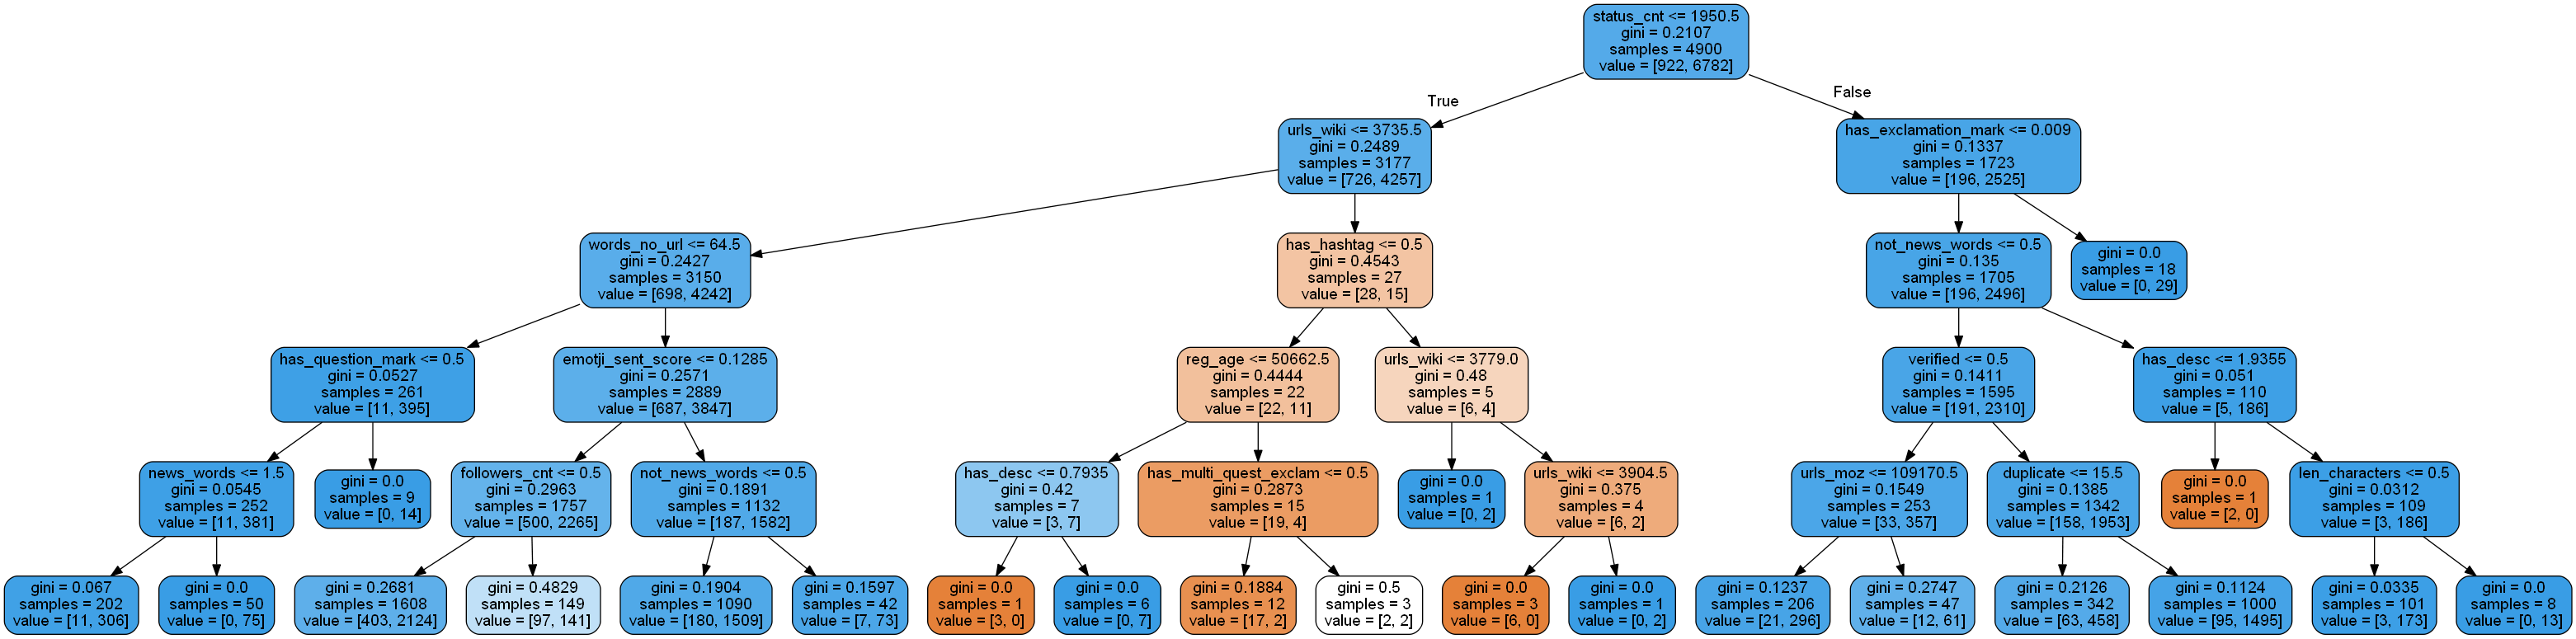 status_cnt <= 1950.5
gini = 0.2107
samples = 4900
value = [922, 6782]
True
False
urls_wiki <= 3735.5
gini = 0.2489
samples = 3177
value = [726, 4257]
has_exclamation_mark <= 0.009
gini = 0.1337
samples = 1723
value = [196, 2525]
words_no_url <= 64.5
gini = 0.2427
samples = 3150
value = [698, 4242]
has_hashtag <= 0.5
gini = 0.4543
samples = 27
value = [28, 15]
not_news_words <= 0.5
gini = 0.135
samples = 1705
value = [196, 2496]
gini = 0.0
samples = 18
value = [0, 29]
has_question_mark <= 0.5
gini = 0.0527
samples = 261
value = [11, 395]
emotji_sent_score <= 0.1285
gini = 0.2571
samples = 2889
value = [687, 3847]
reg_age <= 50662.5
gini = 0.4444
samples = 22
value = [22, 11]
urls_wiki <= 3779.0
gini = 0.48
samples = 5
value = [6, 4]
verified <= 0.5
gini = 0.1411
samples = 1595
value = [191, 2310]
has_desc <= 1.9355
gini = 0.051
samples = 110
value = [5, 186]
news_words <= 1.5
gini = 0.0545
samples = 252
value = [11, 381]
gini = 0.0
samples = 9
value = [0, 14]
followers_cnt <= 0.5
gini = 0.2963
samples = 1757
value = [500, 2265]
not_news_words <= 0.5
gini = 0.1891
samples = 1132
value = [187, 1582]
has_desc <= 0.7935
gini = 0.42
samples = 7
value = [3, 7]
has_multi_quest_exclam <= 0.5
gini = 0.2873
samples = 15
value = [19, 4]
gini = 0.0
samples = 1
value = [0, 2]
urls_wiki <= 3904.5
gini = 0.375
samples = 4
value = [6, 2]
urls_moz <= 109170.5
gini = 0.1549
samples = 253
value = [33, 357]
duplicate <= 15.5
gini = 0.1385
samples = 1342
value = [158, 1953]
gini = 0.0
samples = 1
value = [2, 0]
len_characters <= 0.5
gini = 0.0312
samples = 109
value = [3, 186]
gini = 0.067
samples = 202
value = [11, 306]
gini = 0.0
samples = 50
value = [0, 75]
gini = 0.2681
samples = 1608
value = [403, 2124]
gini = 0.4829
samples = 149
value = [97, 141]
gini = 0.1904
samples = 1090
value = [180, 1509]
gini = 0.1597
samples = 42
value = [7, 73]
gini = 0.0
samples = 1
value = [3, 0]
gini = 0.0
samples = 6
value = [0, 7]
gini = 0.1884
samples = 12
value = [17, 2]
gini = 0.5
samples = 3
value = [2, 2]
gini = 0.0
samples = 3
value = [6, 0]
gini = 0.0
samples = 1
value = [0, 2]
gini = 0.1237
samples = 206
value = [21, 296]
gini = 0.2747
samples = 47
value = [12, 61]
gini = 0.2126
samples = 342
value = [63, 458]
gini = 0.1124
samples = 1000
value = [95, 1495]
gini = 0.0335
samples = 101
value = [3, 173]
gini = 0.0
samples = 8
value = [0, 13]